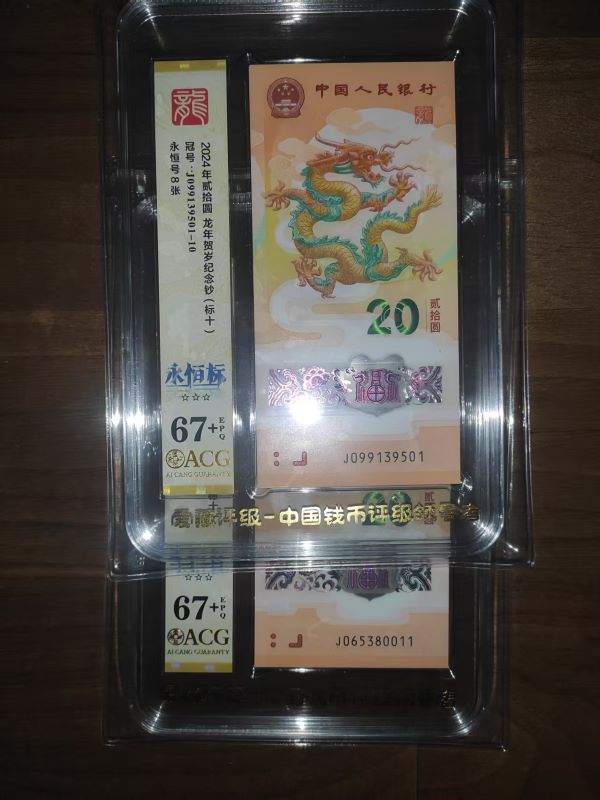 龍
2024年贰拾圆 龙年贺岁纪念钞(标十)
冠号:J099139501-10
永恒号8张
永恒标
67+
EPQ
ACG
AI CANG GUARANTY
中国人民银行
龍
20
贰拾圆
J099139501
爱藏评级-中国钱币评级领导者
67+
EPQ
ACG
AI CANG GUARANTY
J065380011